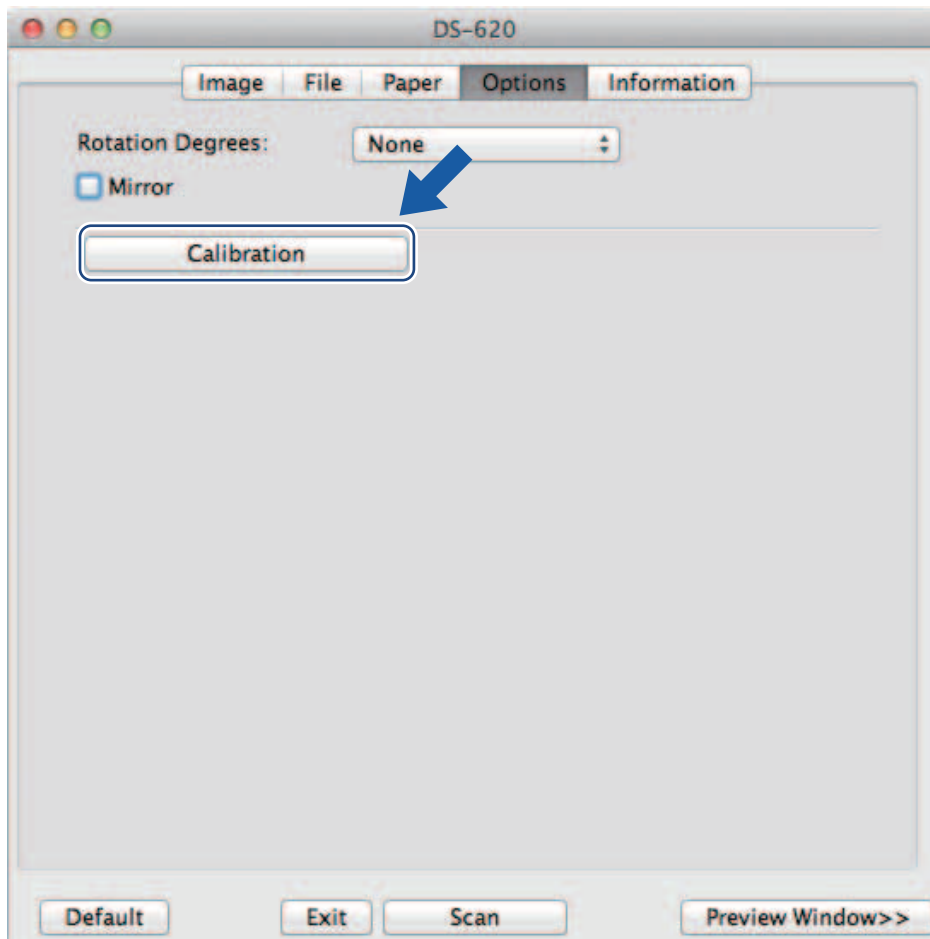 DS-620
Image File Paper Options Information
Rotation Degrees: None
Mirror
Calibration
Default Exit Scan Preview Window>>